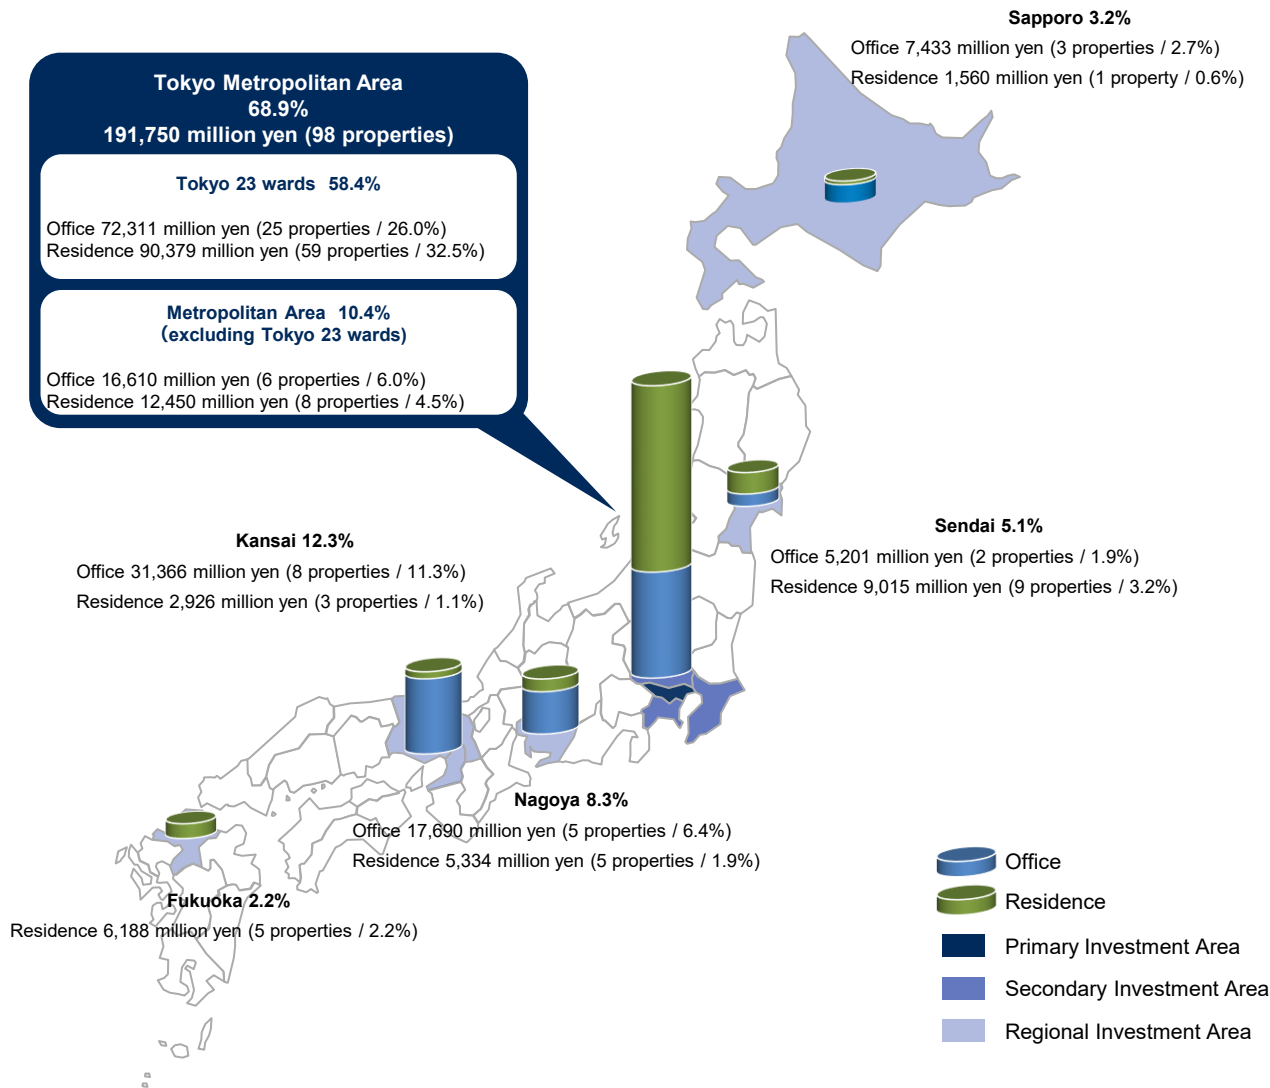 Sapporo 3.2%
Office 7,433 million yen (3 properties / 2.7%)
Residence 1,560 million yen (1 property / 0.6%)
Tokyo Metropolitan Area
68.9%
191,750 million yen (98 properties)
Tokyo 23 wards 58.4%
Office 72,311 million yen (25 properties / 26.0%)
Residence 90,379 million yen (59 properties / 32.5%)
Metropolitan Area 10.4%
(excluding Tokyo 23 wards)
Office 16,610 million yen (6 properties / 6.0%)
Residence 12,450 million yen (8 properties / 4.5%)
Sendai 5.1%
Office 5,201 million yen (2 properties / 1.9%)
Residence 9,015 million yen (9 properties / 3.2%)
Kansai 12.3%
Office 31,366 million yen (8 properties / 11.3%)
Residence 2,926 million yen (3 properties / 1.1%)
Nagoya 8.3%
Office 17,690 million yen (5 properties / 6.4%)
Residence 5,334 million yen (5 properties / 1.9%)
Fukuoka 2.2%
Residence 6,188 million yen (5 properties / 2.2%)
Office
Residence
Primary Investment Area
Secondary Investment Area
Regional Investment Area